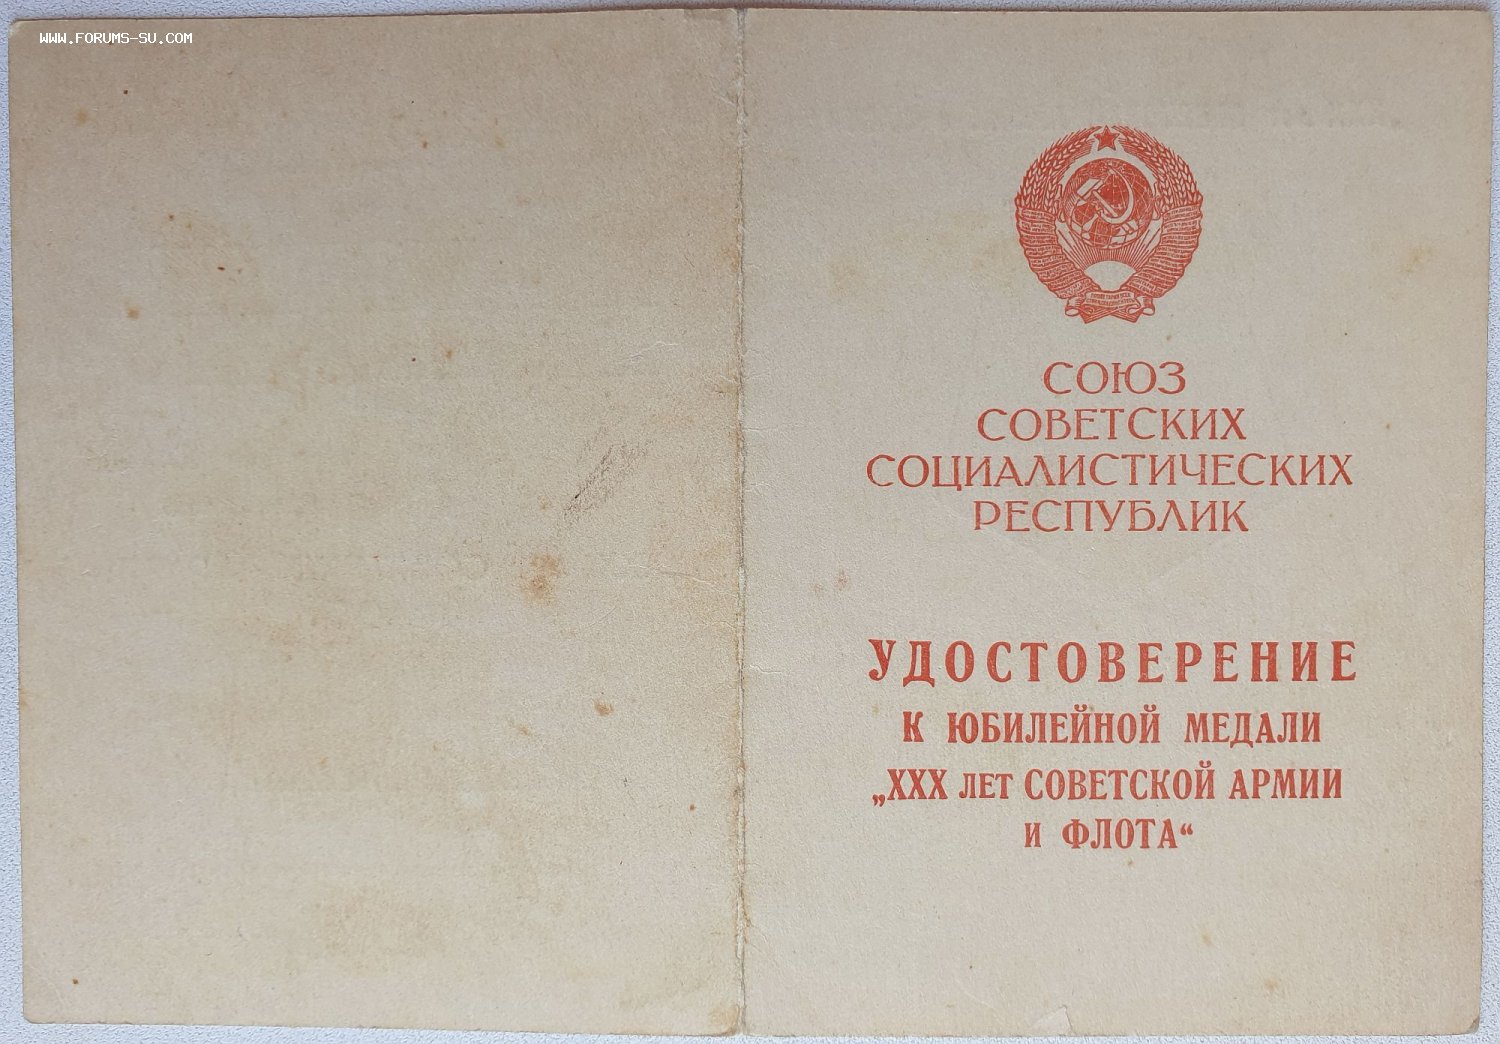 WWW.FORUMS-SU.COM
СОЮЗ
СОВЕТСКИХ
СОЦИАЛИСТИЧЕСКИХ
РЕСПУБЛИК
УДОСТОВЕРЕНИЕ
К ЮБИЛЕЙНОЙ МЕДАЛИ
„XXX ЛЕТ СОВЕТСКОЙ АРМИИ
И ФЛОТА“